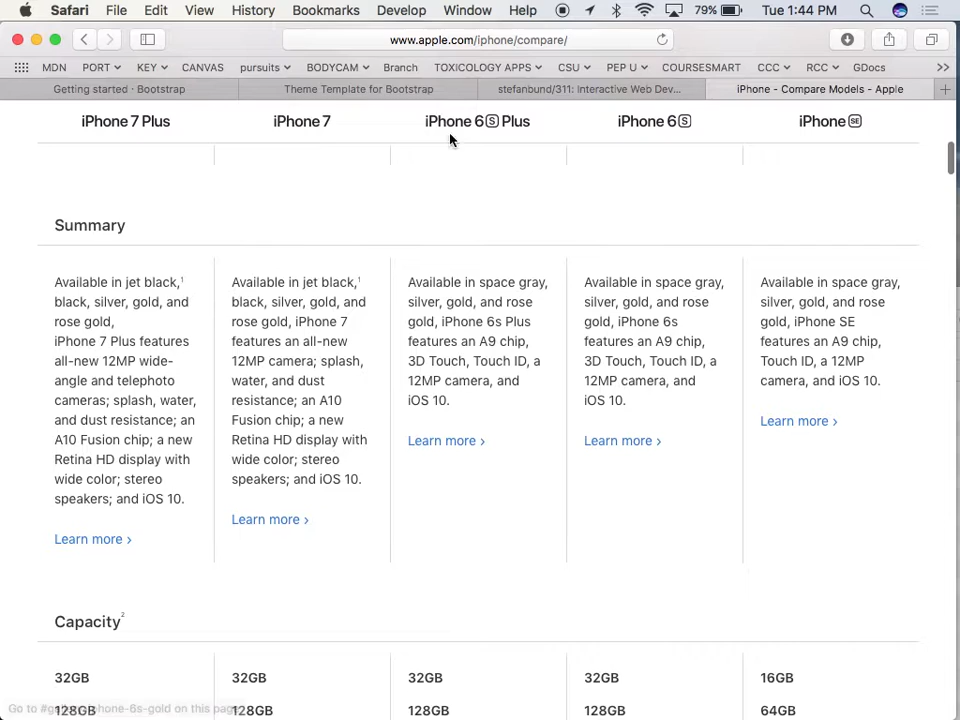 Safari File Edit View History Bookmarks Develop Window Help 79% Tue 1:44 PM
www.apple.com/iphone/compare/
MDN PORT KEY CANVAS pursuits BODYCAM Branch TOXICOLOGY APPS CSU PEP U COURSESMART CCC RCC GDocs
Getting started · Bootstrap Theme Template for Bootstrap stefanbund/311: Interactive Web Dev... iPhone - Compare Models - Apple
iPhone 7 Plus iPhone 7 iPhone 6S Plus iPhone 6S iPhone SE
Summary
Available in jet black,¹
black, silver, gold, and
rose gold,
iPhone 7 Plus features
all-new 12MP wide-
angle and telephoto
cameras; splash, water,
and dust resistance; an
A10 Fusion chip; a new
Retina HD display with
wide color; stereo
speakers; and iOS 10.
Learn more ›
Available in jet black,¹
black, silver, gold, and
rose gold, iPhone 7
features an all-new
12MP camera; splash,
water, and dust
resistance; an A10
Fusion chip; a new
Retina HD display with
wide color; stereo
speakers; and iOS 10.
Learn more ›
Available in space gray,
silver, gold, and rose
gold, iPhone 6s Plus
features an A9 chip,
3D Touch, Touch ID, a
12MP camera, and
iOS 10.
Learn more ›
Available in space gray,
silver, gold, and rose
gold, iPhone 6s
features an A9 chip,
3D Touch, Touch ID, a
12MP camera, and
iOS 10.
Learn more ›
Available in space gray,
silver, gold, and rose
gold, iPhone SE
features an A9 chip,
Touch ID, a 12MP
camera, and iOS 10.
Learn more ›
Capacity²
32GB 32GB 32GB 32GB 16GB
128GB 128GB 128GB 128GB 64GB
Go to # iphone-6s-gold on this page